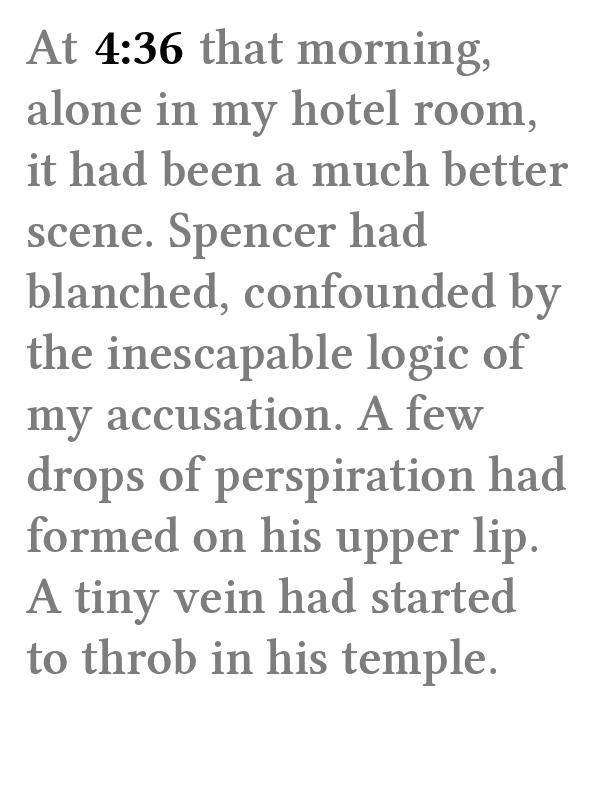 At 4:36 that morning,
alone in my hotel room,
it had been a much better
scene. Spencer had
blanched, confounded by
the inescapable logic of
my accusation. A few
drops of perspiration had
formed on his upper lip.
A tiny vein had started
to throb in his temple.